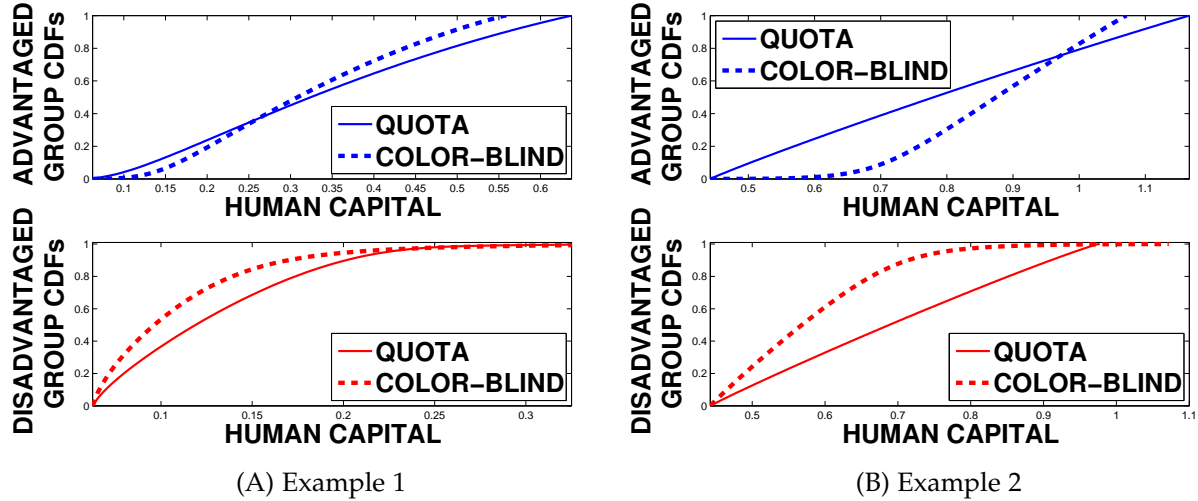 ADVANTAGED
GROUP CDFs
1
0.8
0.6
0.4
0.2
0
QUOTA
COLOR−BLIND
0.1 0.15 0.2 0.25 0.3 0.35 0.4 0.45 0.5 0.55 0.6
HUMAN CAPITAL
DISADVANTAGED
GROUP CDFs
1
0.8
0.6
0.4
0.2
0
QUOTA
COLOR−BLIND
0.1 0.15 0.2 0.25 0.3
HUMAN CAPITAL
(A) Example 1
ADVANTAGED
GROUP CDFs
1
0.8
0.6
0.4
0.2
0
QUOTA
COLOR−BLIND
0.5 0.6 0.7 0.8 0.9 1 1.1
HUMAN CAPITAL
DISADVANTAGED
GROUP CDFs
1
0.8
0.6
0.4
0.2
0
QUOTA
COLOR−BLIND
0.5 0.6 0.7 0.8 0.9 1 1.1
HUMAN CAPITAL
(B) Example 2